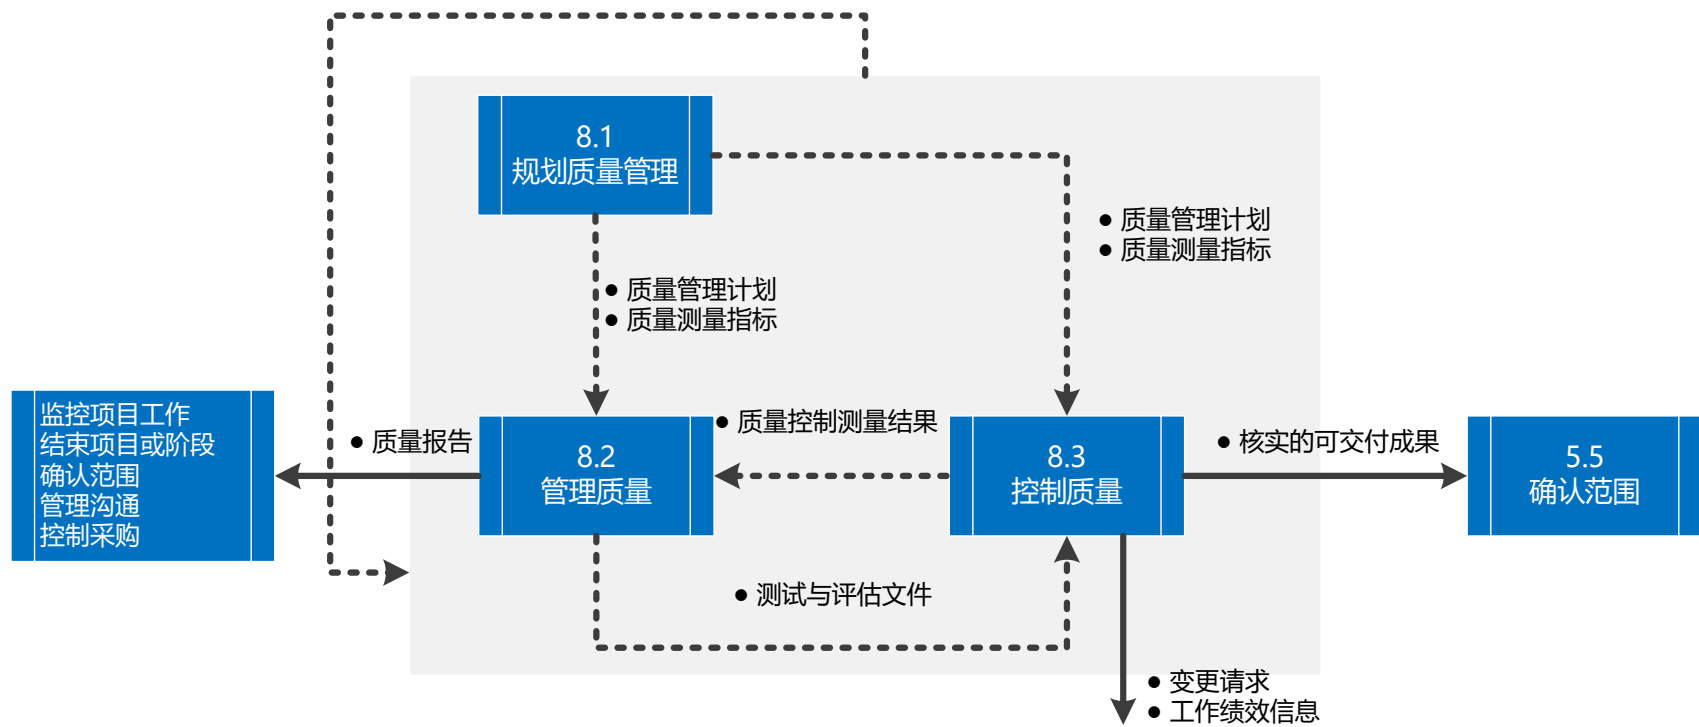 8.1
规划质量管理
● 质量管理计划
● 质量测量指标
● 质量管理计划
● 质量测量指标
监控项目工作
结束项目或阶段
确认范围
管理沟通
控制采购
● 质量报告
8.2
管理质量
● 质量控制测量结果
8.3
控制质量
● 核实的可交付成果
5.5
确认范围
● 测试与评估文件
● 变更请求
● 工作绩效信息